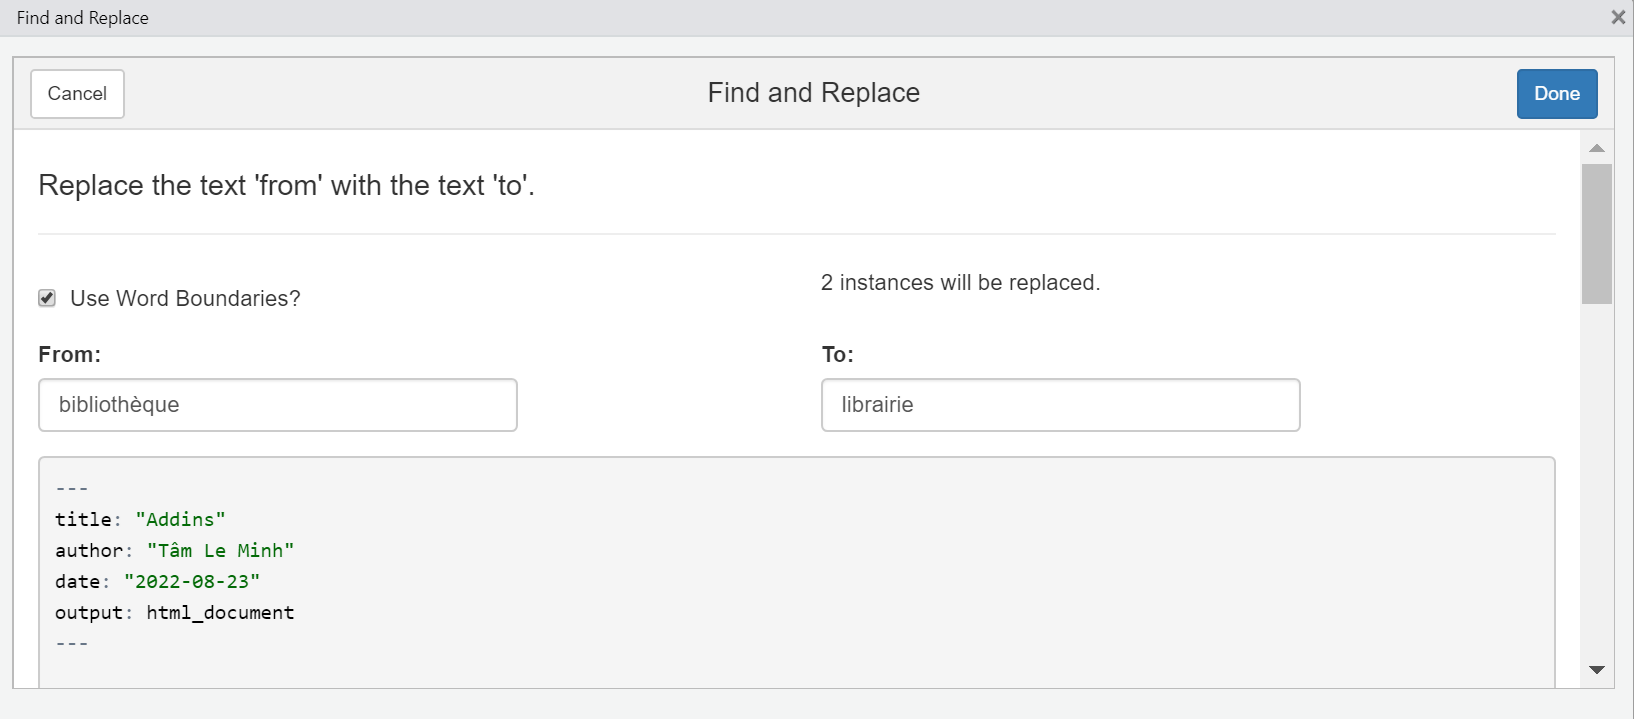 Find and Replace
Cancel
Find and Replace
Done
Replace the text 'from' with the text 'to'.
Use Word Boundaries?
2 instances will be replaced.
From:
To:
bibliothèque
librairie
---
title: "Addins"
author: "Tâm Le Minh"
date: "2022-08-23"
output: html_document
---